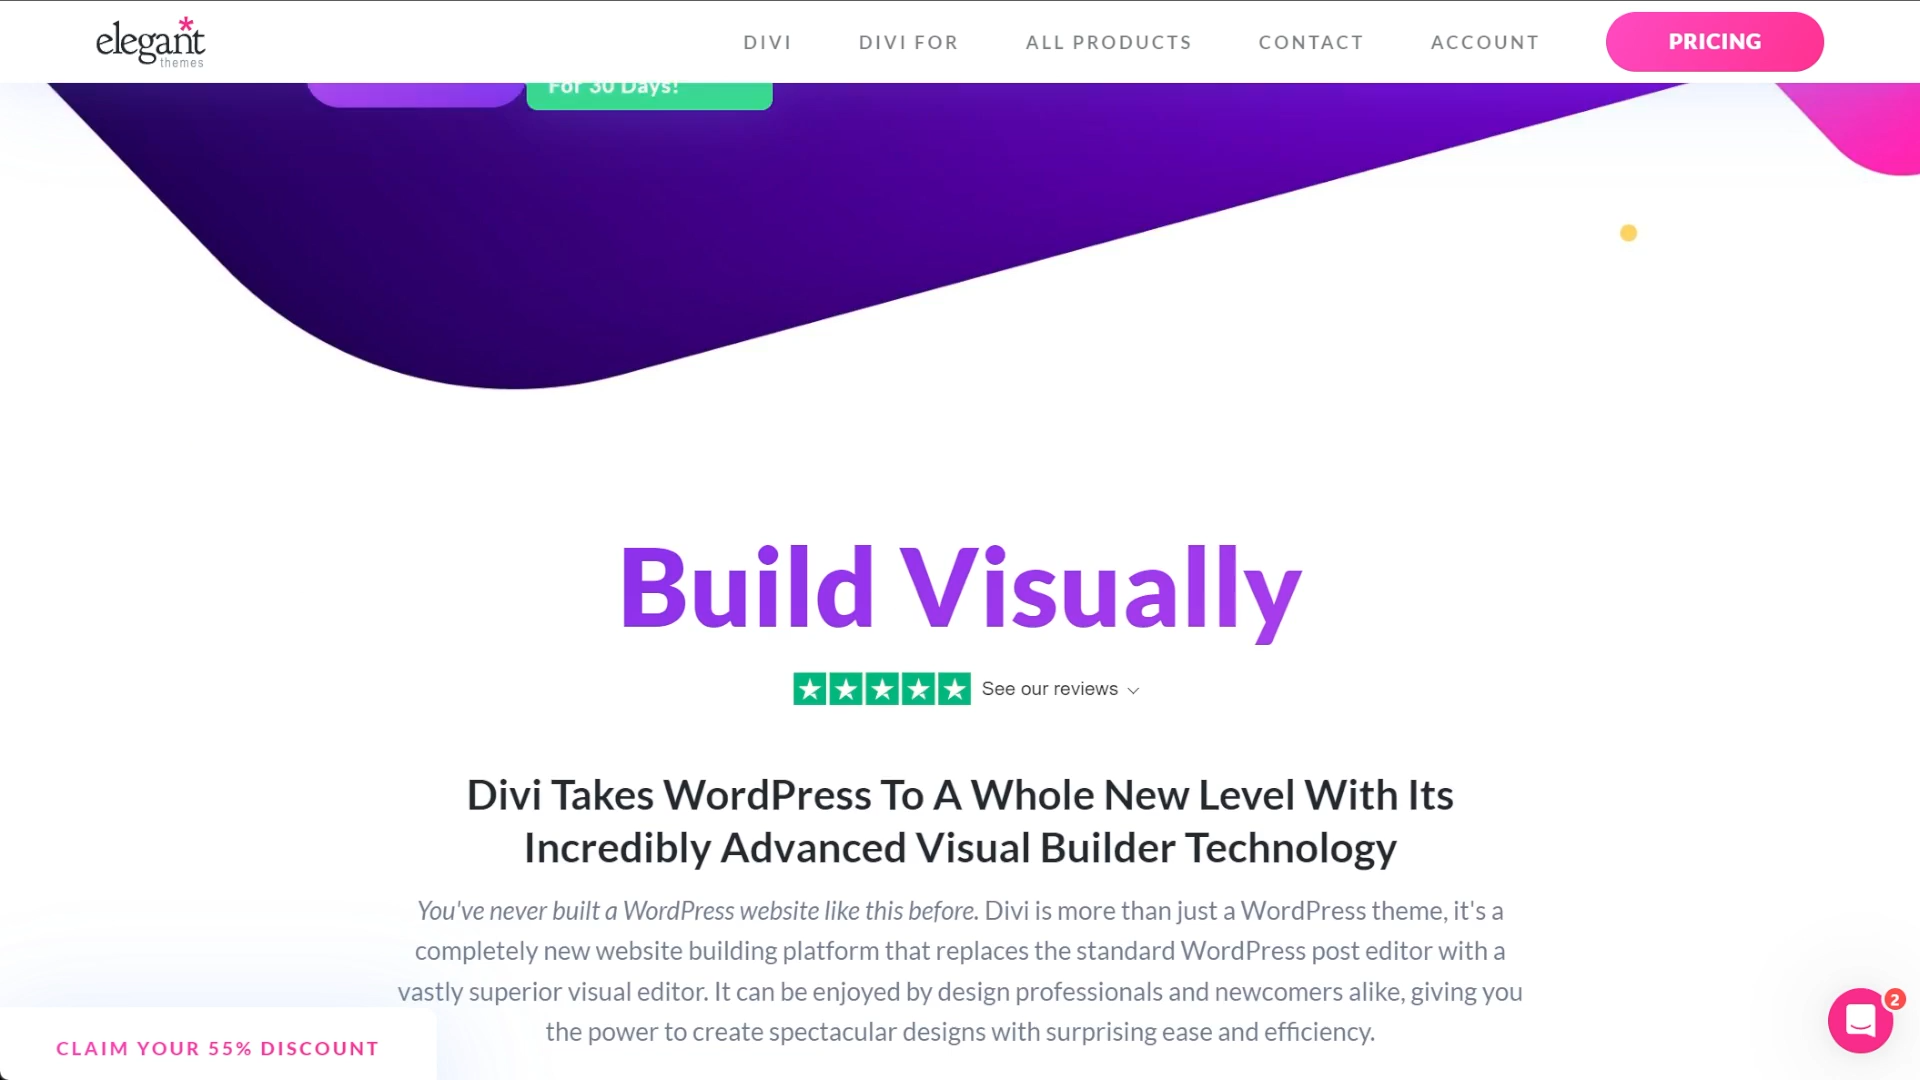 elegant
themes
DIVI
DIVI FOR
ALL PRODUCTS
CONTACT
ACCOUNT
PRICING
For 30 Days!
Build Visually
See our reviews
Divi Takes WordPress To A Whole New Level With Its
Incredibly Advanced Visual Builder Technology
You've never built a WordPress website like this before. Divi is more than just a WordPress theme, it's a
completely new website building platform that replaces the standard WordPress post editor with a
vastly superior visual editor. It can be enjoyed by design professionals and newcomers alike, giving you
the power to create spectacular designs with surprising ease and efficiency.
CLAIM YOUR 55% DISCOUNT
2